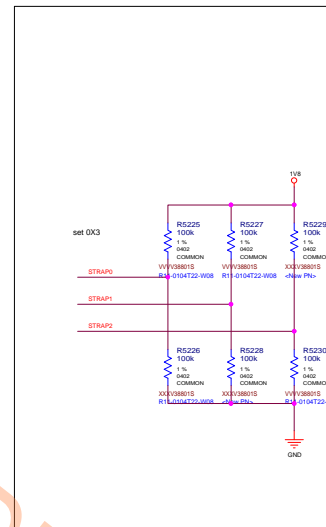 1V8
set 0X3
R5225
100k
1 %
0402
COMMON
VVVV38801S
R11-0104T22-W08
R5227
100k
1 %
0402
COMMON
VVVV38801S
R11-0104T22-W08
R5229
100k
1 %
0402
COMMON
XXXV38801S
<New PN>
STRAP0
STRAP1
STRAP2
R5226
100k
1 %
0402
COMMON
XXXV38801S
R11-0104T22-W08
R5228
100k
1 %
0402
COMMON
XXXV38801S
<New PN>
R5230
100k
1 %
0402
COMMON
VVVV38801S
GND